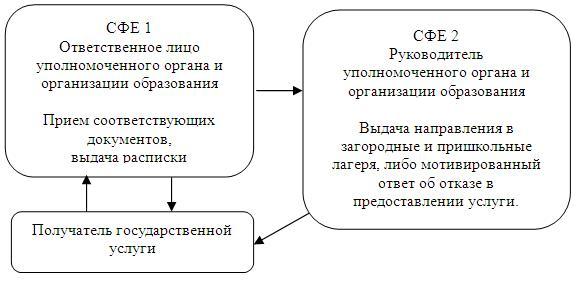 СФЕ 1
Ответственное лицо
уполномоченного органа и
организации образования
Прием соответствующих
документов,
выдача расписки
СФЕ 2
Руководитель
уполномоченного органа и
организации образования
Выдача направления в
загородные и пришкольные
лагеря, либо мотивированный
ответ об отказе в
предоставлении услуги.
Получатель государственной
услуги